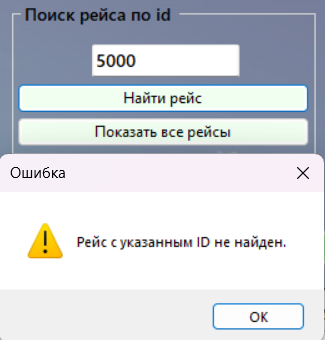 Поиск рейса по id
5000
Найти рейс
Показать все рейсы
Ошибка
Рейс с указанным ID не найден.
ОК